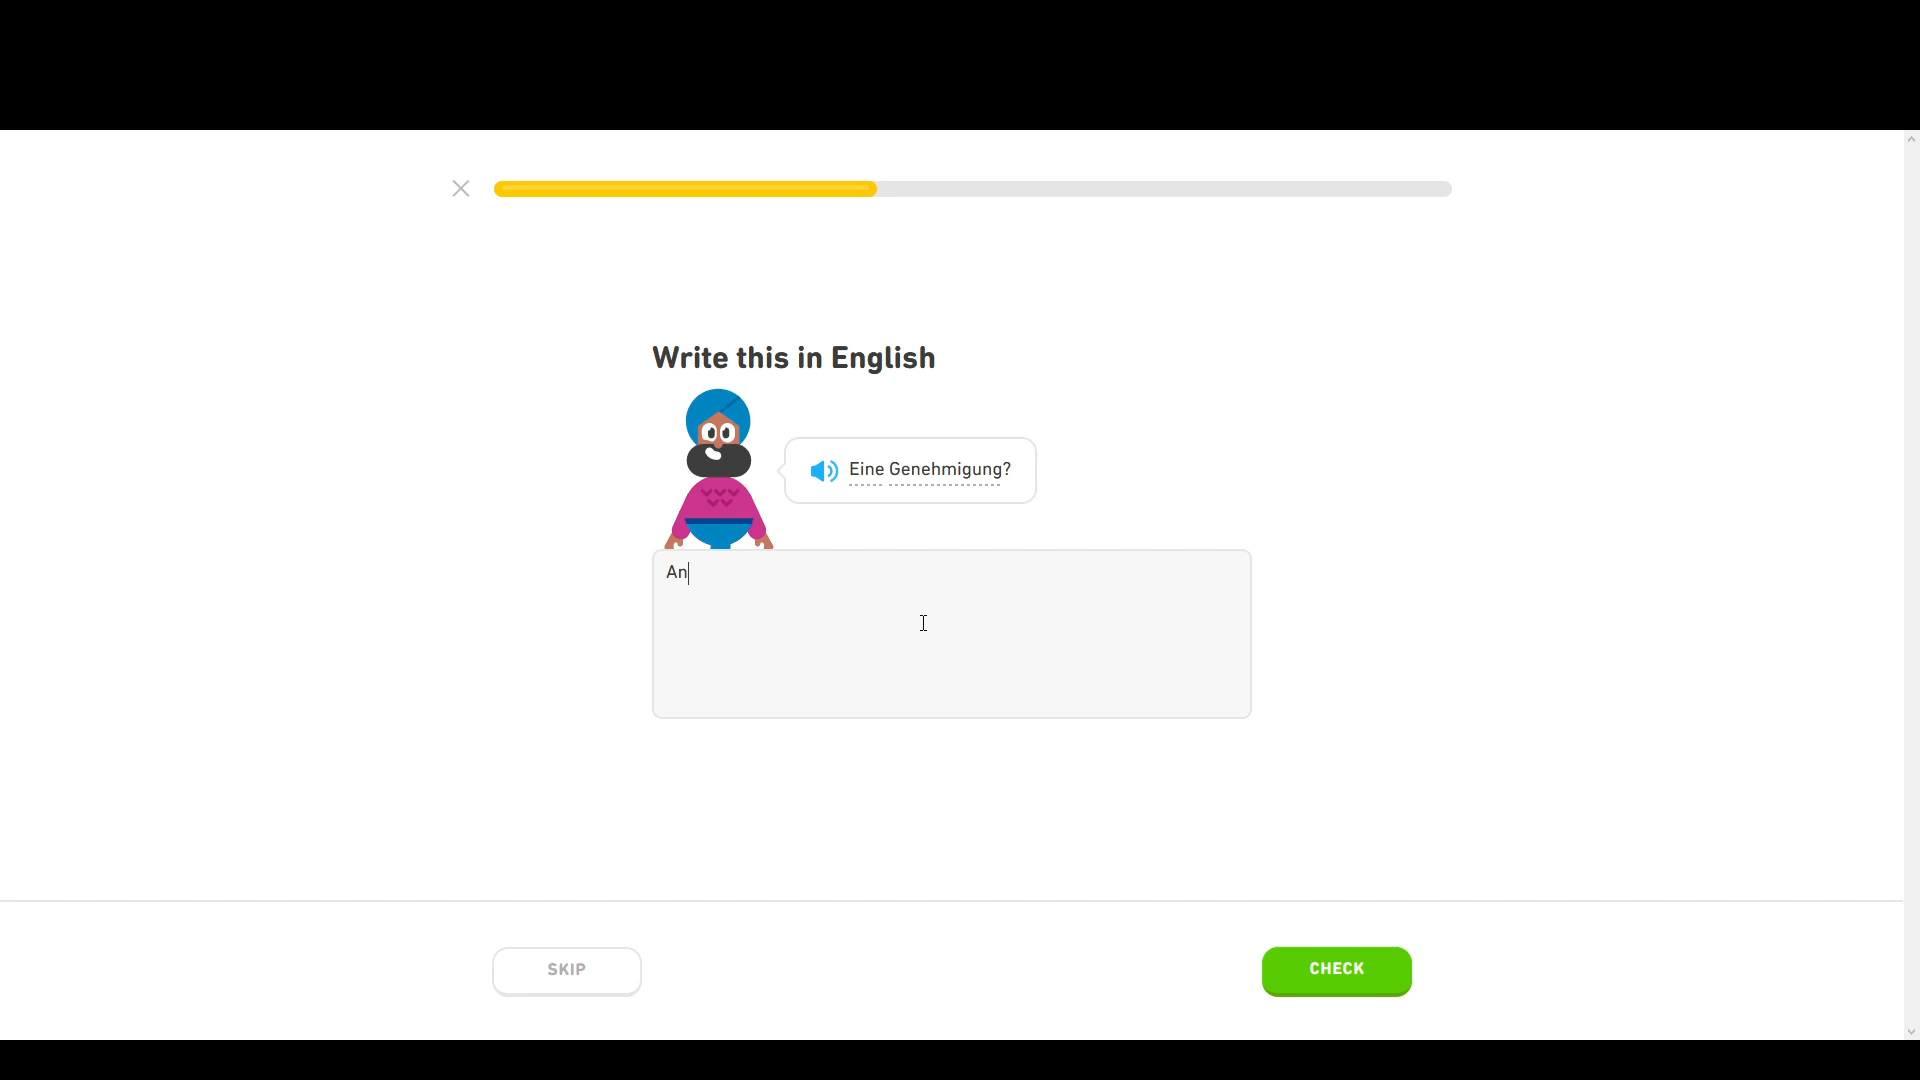 Write this in English
Eine Genehmigung?
An
SKIP
CHECK